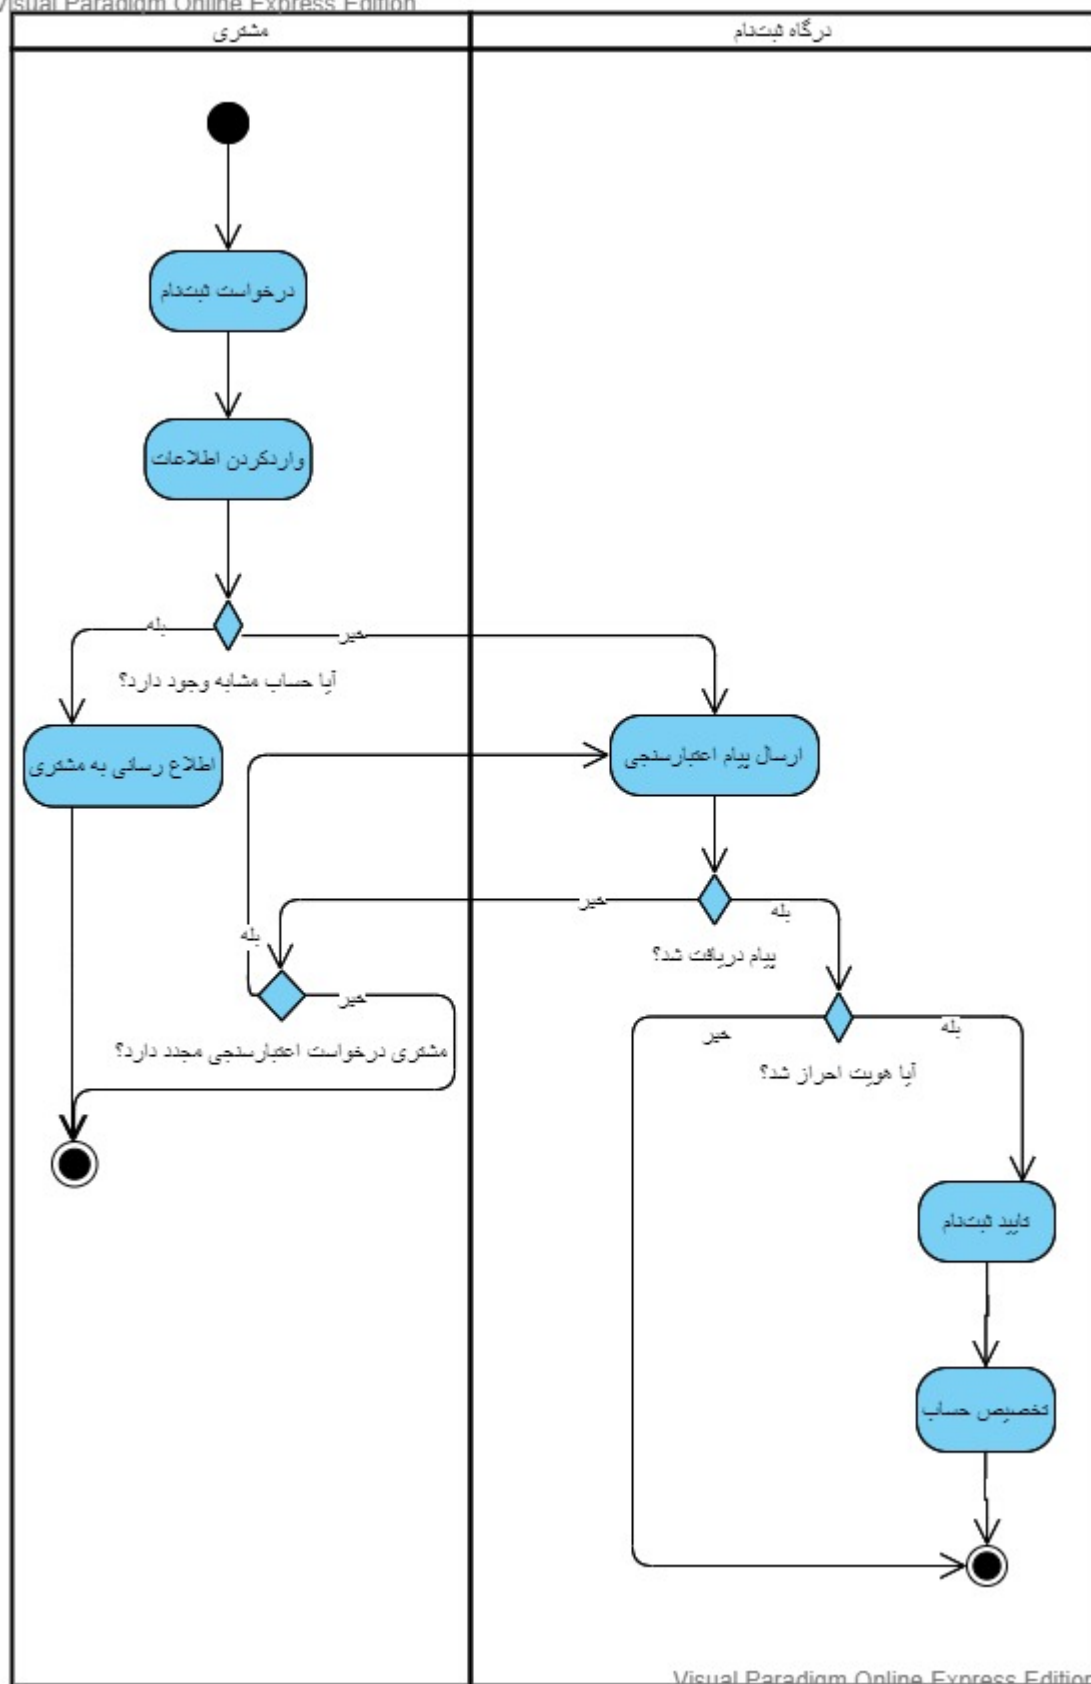 Visual Paradigm Online Express Edition
مشتری
درگاه ثبت‌نام
درخواست ثبت‌نام
واردکردن اطلاعات
بله
خیر
آیا حساب مشابه وجود دارد؟
اطلاع رسانی به مشتری
ارسال پیام اعتبارسنجی
خیر
بله
پیام دریافت شد؟
بله
خیر
مشتری درخواست اعتبارسنجی مجدد دارد؟
خیر
بله
آیا هویت احراز شد؟
تایید ثبت‌نام
تخصیص حساب
Visual Paradigm Online Express Edition